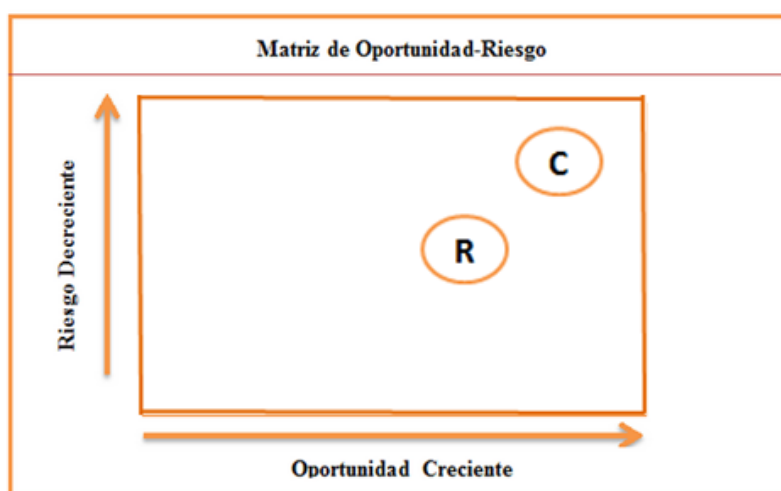 Matriz de Oportunidad-Riesgo
Riesgo Decreciente
C
R
Oportunidad Creciente